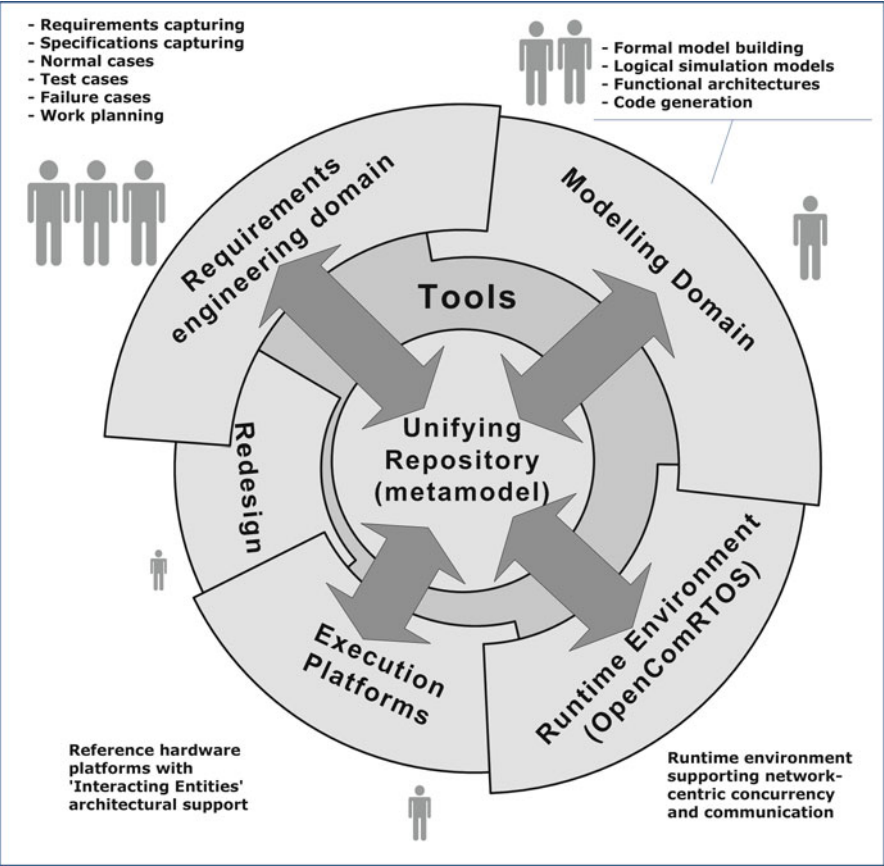 - Requirements capturing
- Specifications capturing
- Normal cases
- Test cases
- Failure cases
- Work planning
- Formal model building
- Logical simulation models
- Functional architectures
- Code generation
Requirements
engineering domain
Modelling Domain
Tools
Unifying
Repository
(metamodel)
Redesign
Execution
Platforms
Runtime Environment
(OpenComRTOS)
Reference hardware
platforms with
'Interacting Entities'
architectural support
Runtime environment
supporting network-
centric concurrency
and communication